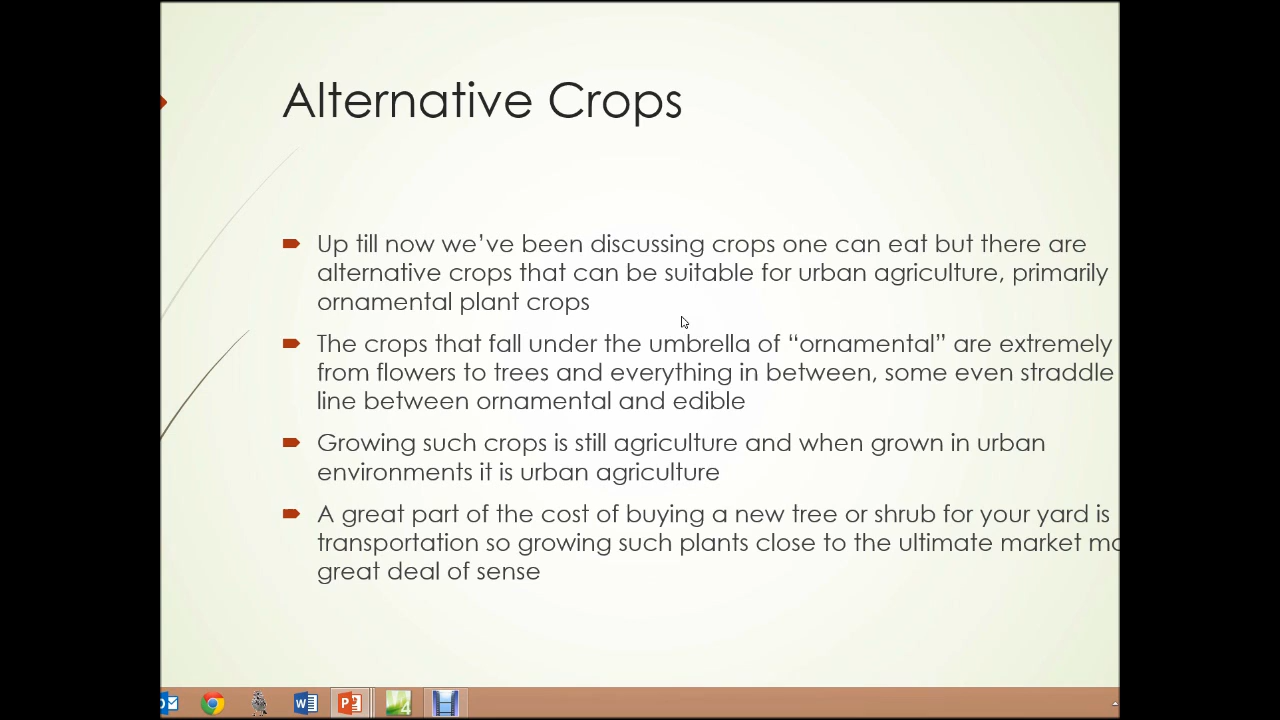 Alternative Crops
Up till now we’ve been discussing crops one can eat but there are
alternative crops that can be suitable for urban agriculture, primarily
ornamental plant crops
The crops that fall under the umbrella of “ornamental” are extremely
from flowers to trees and everything in between, some even straddle
line between ornamental and edible
Growing such crops is still agriculture and when grown in urban
environments it is urban agriculture
A great part of the cost of buying a new tree or shrub for your yard is
transportation so growing such plants close to the ultimate market
great deal of sense